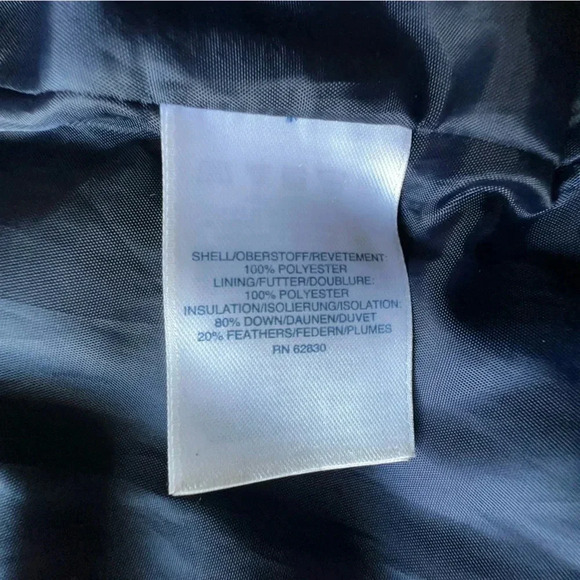 SHELL/OBERSTOFF/REVETEMENT:
100% POLYESTER
LINING/FUTTER/DOUBLURE:
100% POLYESTER
INSULATION/ISOLIERUNG/ISOLATION:
80% DOWN/DAUNEN/DUVET
20% FEATHERS/FEDERN/PLUMES
RN 62830